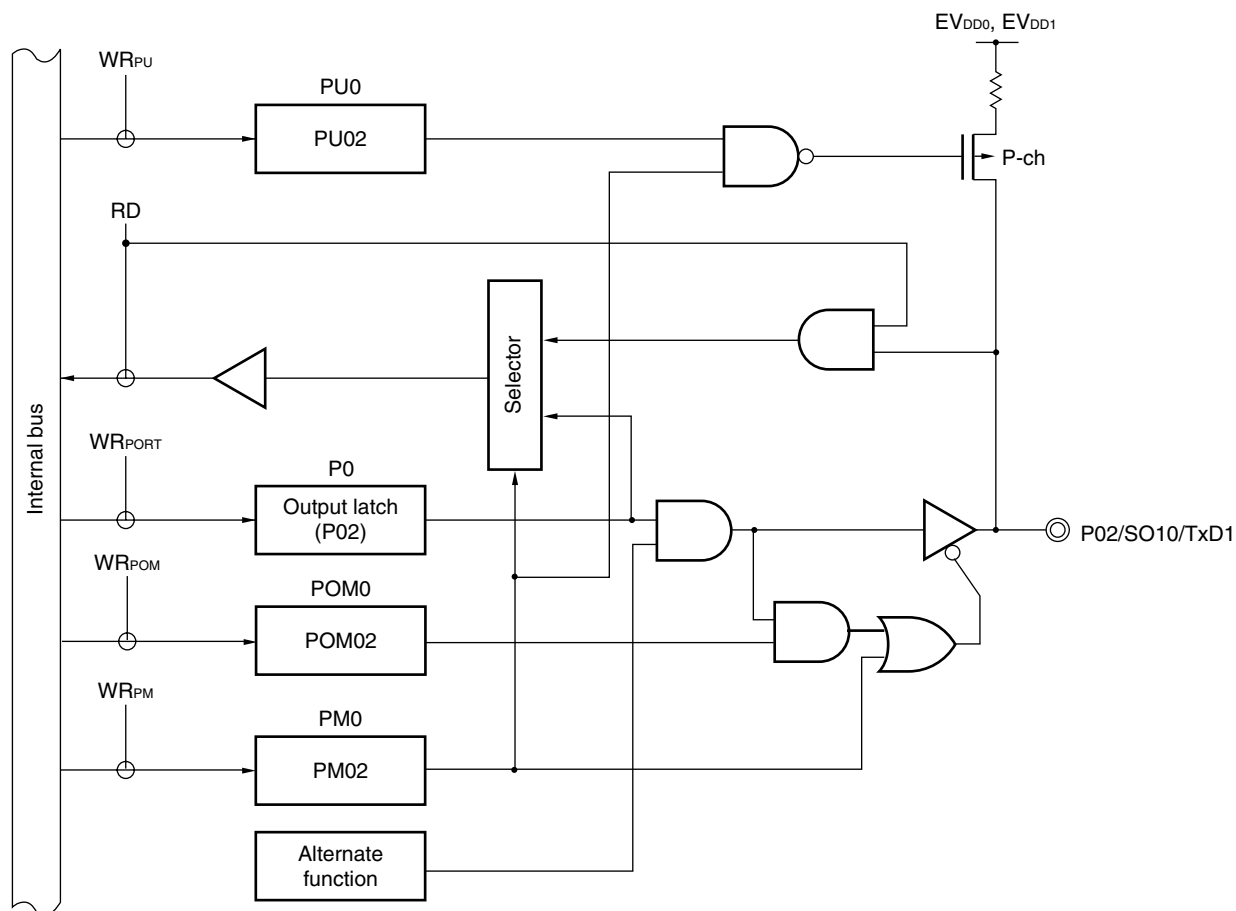 EVDD0, EVDD1
WRPU
PU0
PU02
P-ch
RD
Selector
Internal bus
WRPORT
P0
Output latch
(P02)
P02/SO10/TxD1
WRPOM
POM0
POM02
WRPM
PM0
PM02
Alternate
function